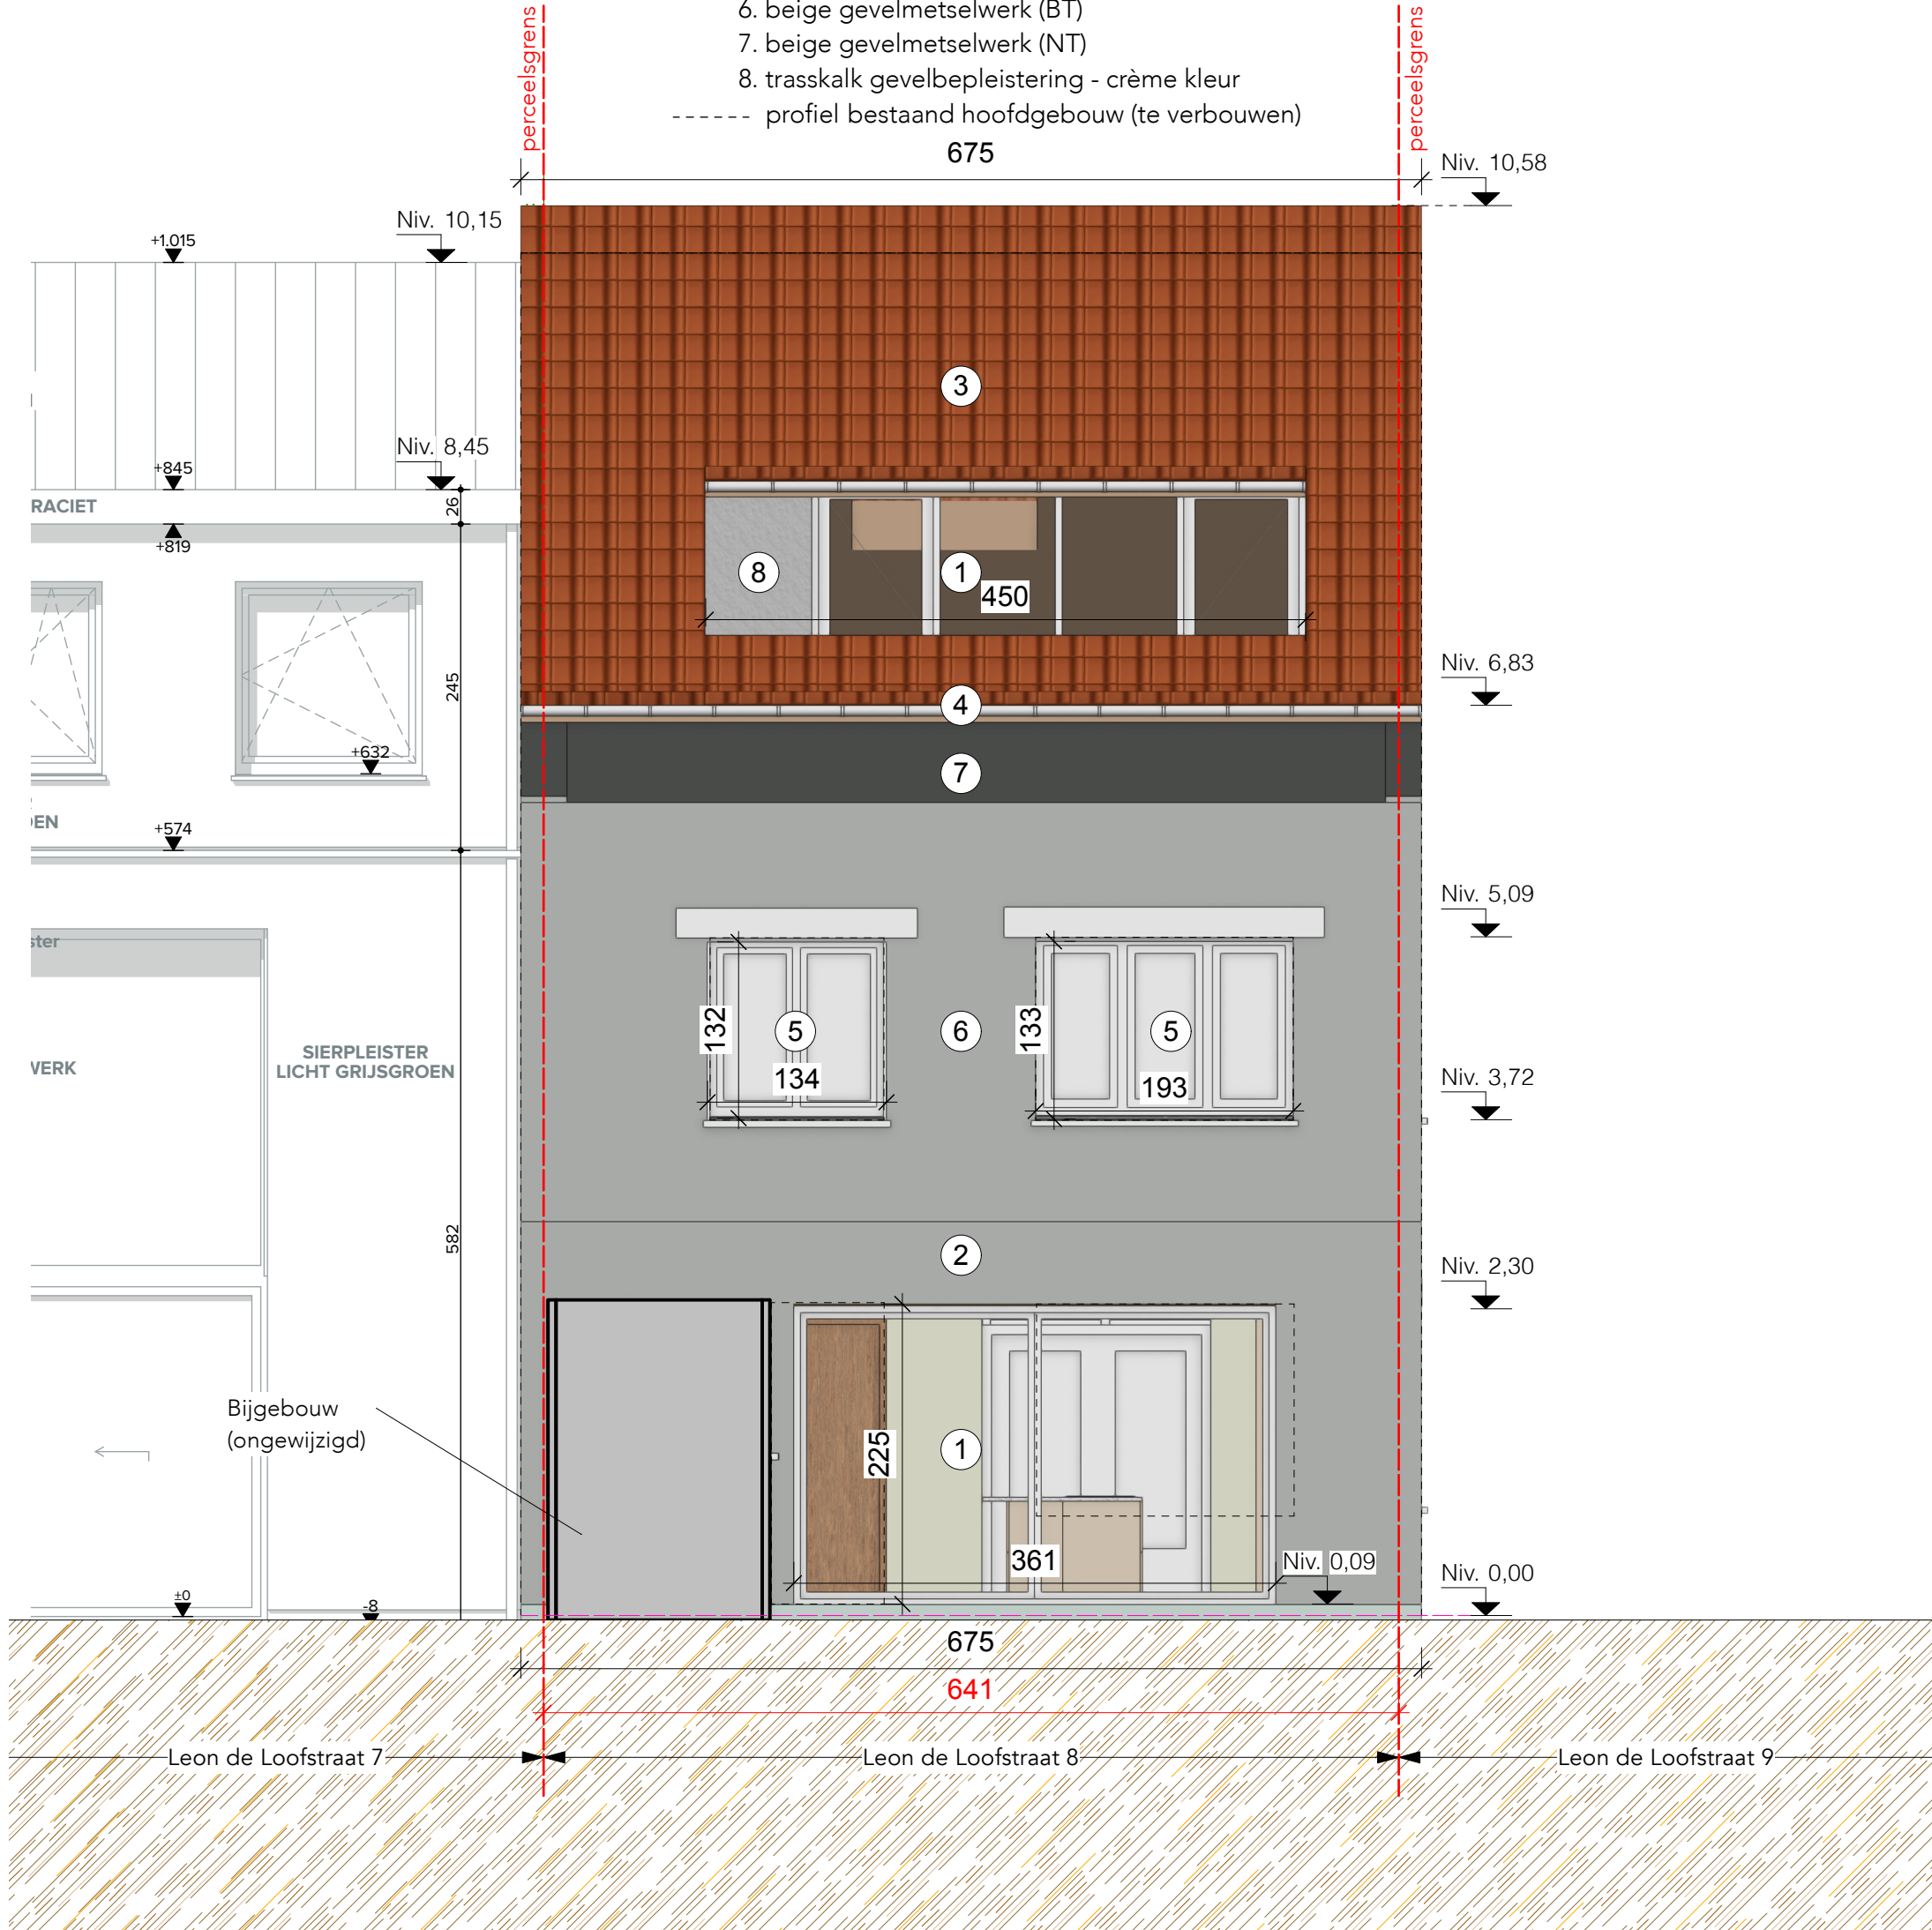 6. beige gevelmetselwerk (BT)
7. beige gevelmetselwerk (NT)
8. trasskalk gevelbepleistering - crème kleur
profiel bestaand hoofdgebouw (te verbouwen)
perceelsgrens
perceelsgrens
675
Niv. 10,58
Niv. 10,15
+1.015
3
Niv. 8,45
+845
26
RACIET
+819
8
1
450
Niv. 6,83
245
4
+632
7
DEN
+574
Niv. 5,09
ster
132
5
134
6
133
5
193
Niv. 3,72
WERK
SIERPLEISTER
LICHT GRIJSGROEN
582
2
Niv. 2,30
Bijgebouw
(ongewijzigd)
225
1
361
Niv. 0,09
Niv. 0,00
±0
-8
675
641
Leon de Loofstraat 7
Leon de Loofstraat 8
Leon de Loofstraat 9